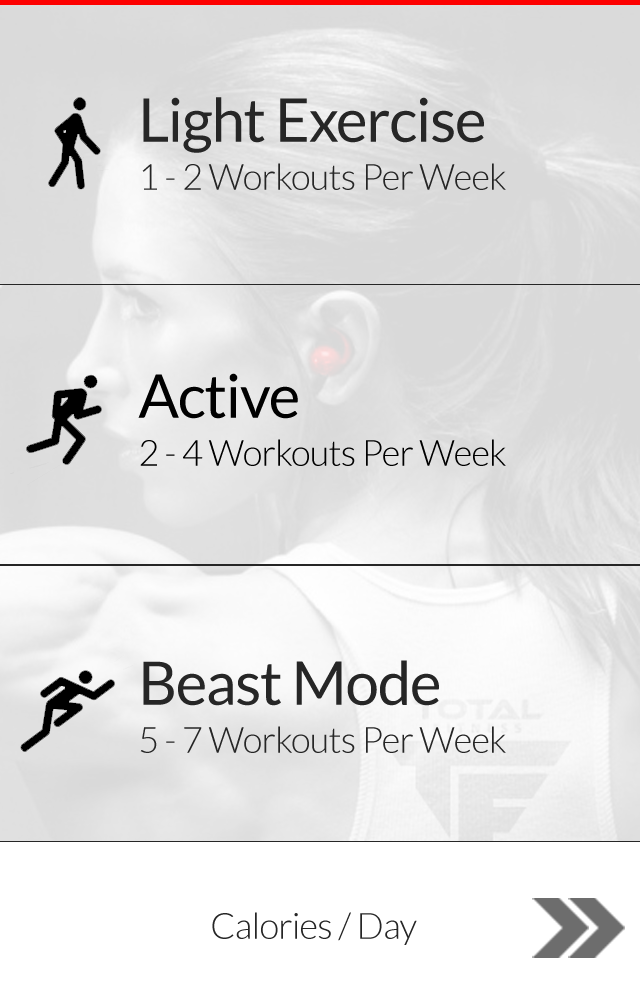 Light Exercise
1 - 2 Workouts Per Week
Active
2 - 4 Workouts Per Week
Beast Mode
5 - 7 Workouts Per Week
TOTAL
TF
Calories / Day